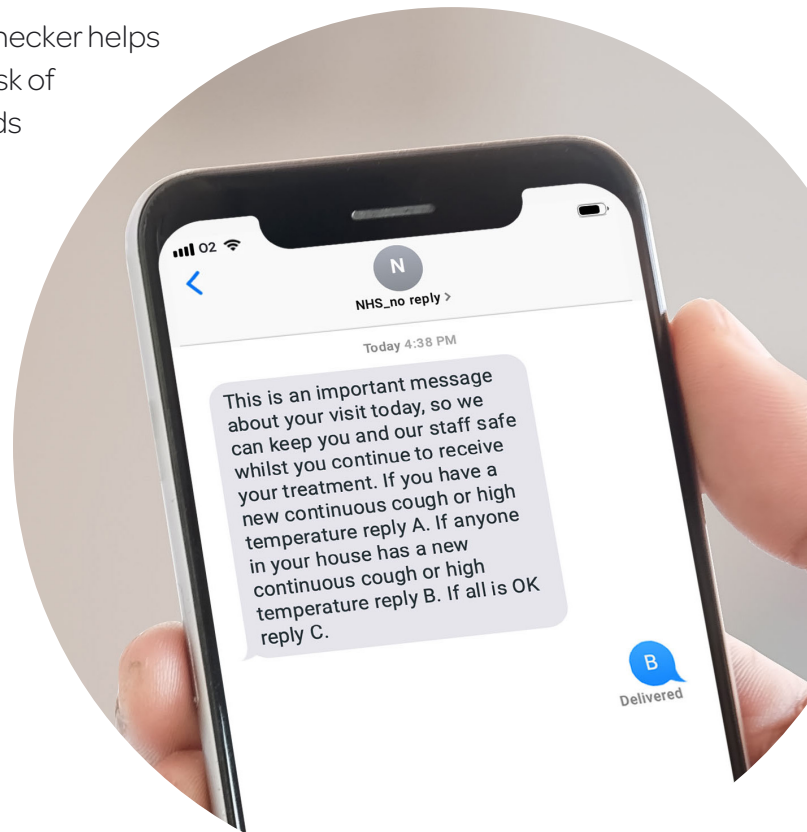 necker helps
sk of
ds
02
N
NHS_no reply >
Today 4:38 PM
This is an important message
about your visit today, so we
can keep you and our staff safe
whilst you continue to receive
your treatment. If you have a
new continuous cough or high
temperature reply A. If anyone
in your house has a new
continuous cough or high
temperature reply B. If all is OK
reply C.
B
Delivered